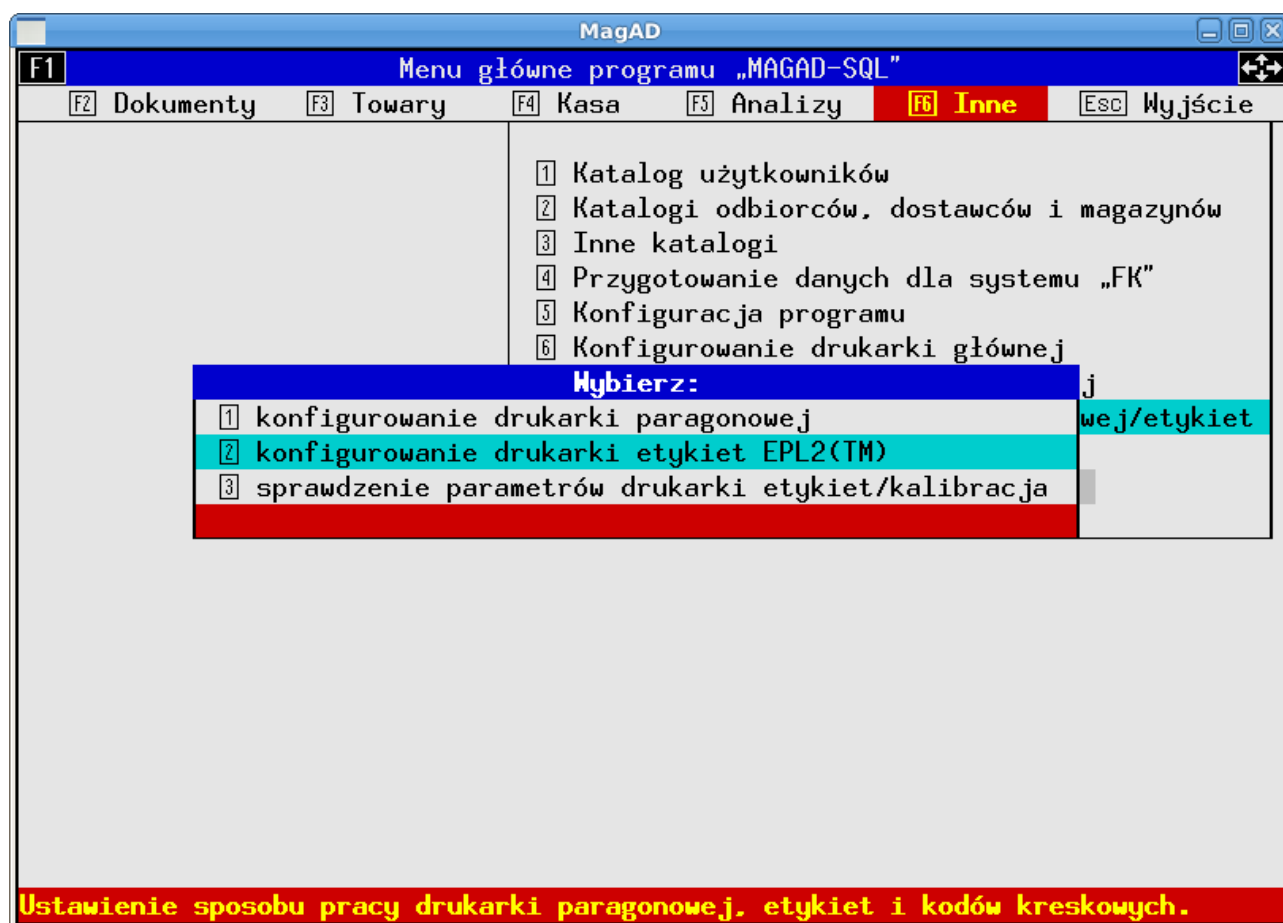 MagAD
F1 Menu główne programu „MAGAD-SQL”
F2 Dokumenty F3 Towary F4 Kasa F5 Analizy F6 Inne Esc Wyjście
1 Katalog użytkowników
2 Katalogi odbiorców, dostawców i magazynów
3 Inne katalogi
4 Przygotowanie danych dla systemu „FK”
5 Konfiguracja programu
6 Konfigurowanie drukarki głównej
Wybierz: j
1 konfigurowanie drukarki paragonowej wej/etykiet
2 konfigurowanie drukarki etykiet EPL2(TM)
3 sprawdzenie parametrów drukarki etykiet/kalibracja
Ustawienie sposobu pracy drukarki paragonowej, etykiet i kodów kreskowych.